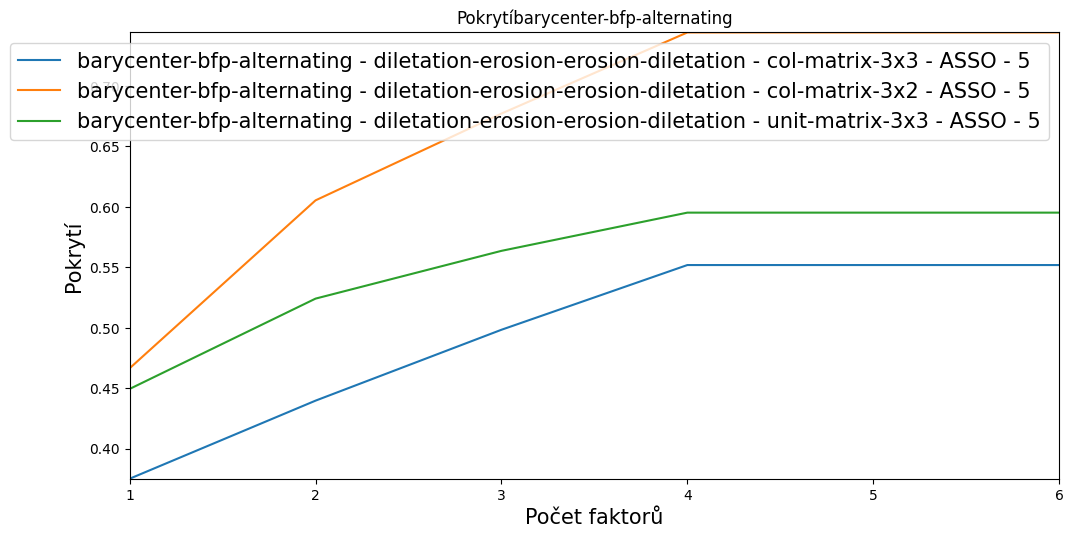 Pokrytíbarycenter-bfp-alternating
barycenter-bfp-alternating - diletation-erosion-erosion-diletation - col-matrix-3x3 - ASSO - 5
barycenter-bfp-alternating - diletation-erosion-erosion-diletation - col-matrix-3x2 - ASSO - 5
barycenter-bfp-alternating - diletation-erosion-erosion-diletation - unit-matrix-3x3 - ASSO - 5
0.70
0.65
0.60
0.55
0.50
0.45
0.40
Pokrytí
1 2 3 4 5 6
Počet faktorů